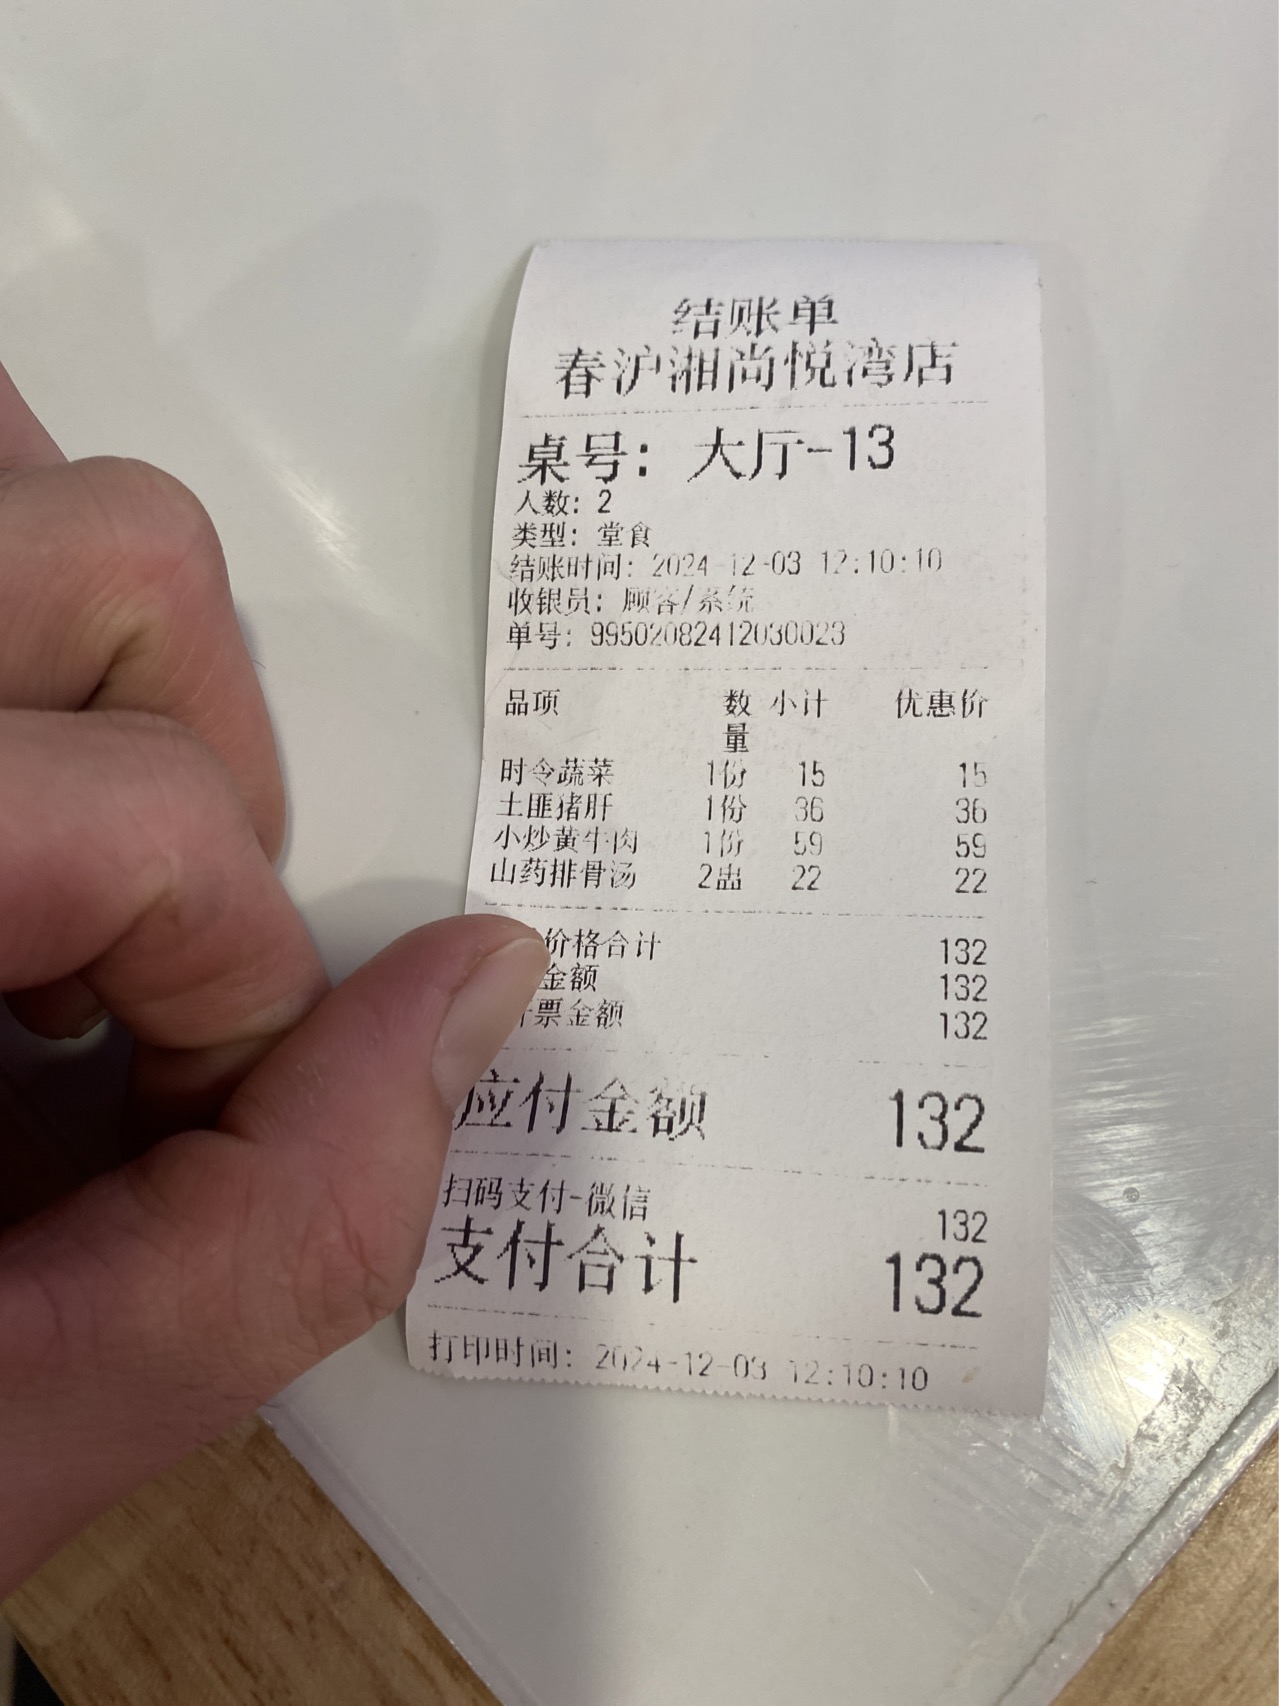 结账单
春沪湘尚悦湾店
桌号: 大厅-13
人数: 2
类型: 堂食
结账时间: 2024-12-03 12:10:10
收银员: 顾客/系统
单号: 99502082412030023
品项 数量 小计 优惠价
时令蔬菜 1份 15 15
土匪猪肝 1份 36 36
小炒黄牛肉 1份 59 59
山药排骨汤 2盅 22 22
价格合计 132
金额 132
票金额 132
应付金额 132
扫码支付-微信 132
支付合计 132
打印时间: 2024-12-03 12:10:10